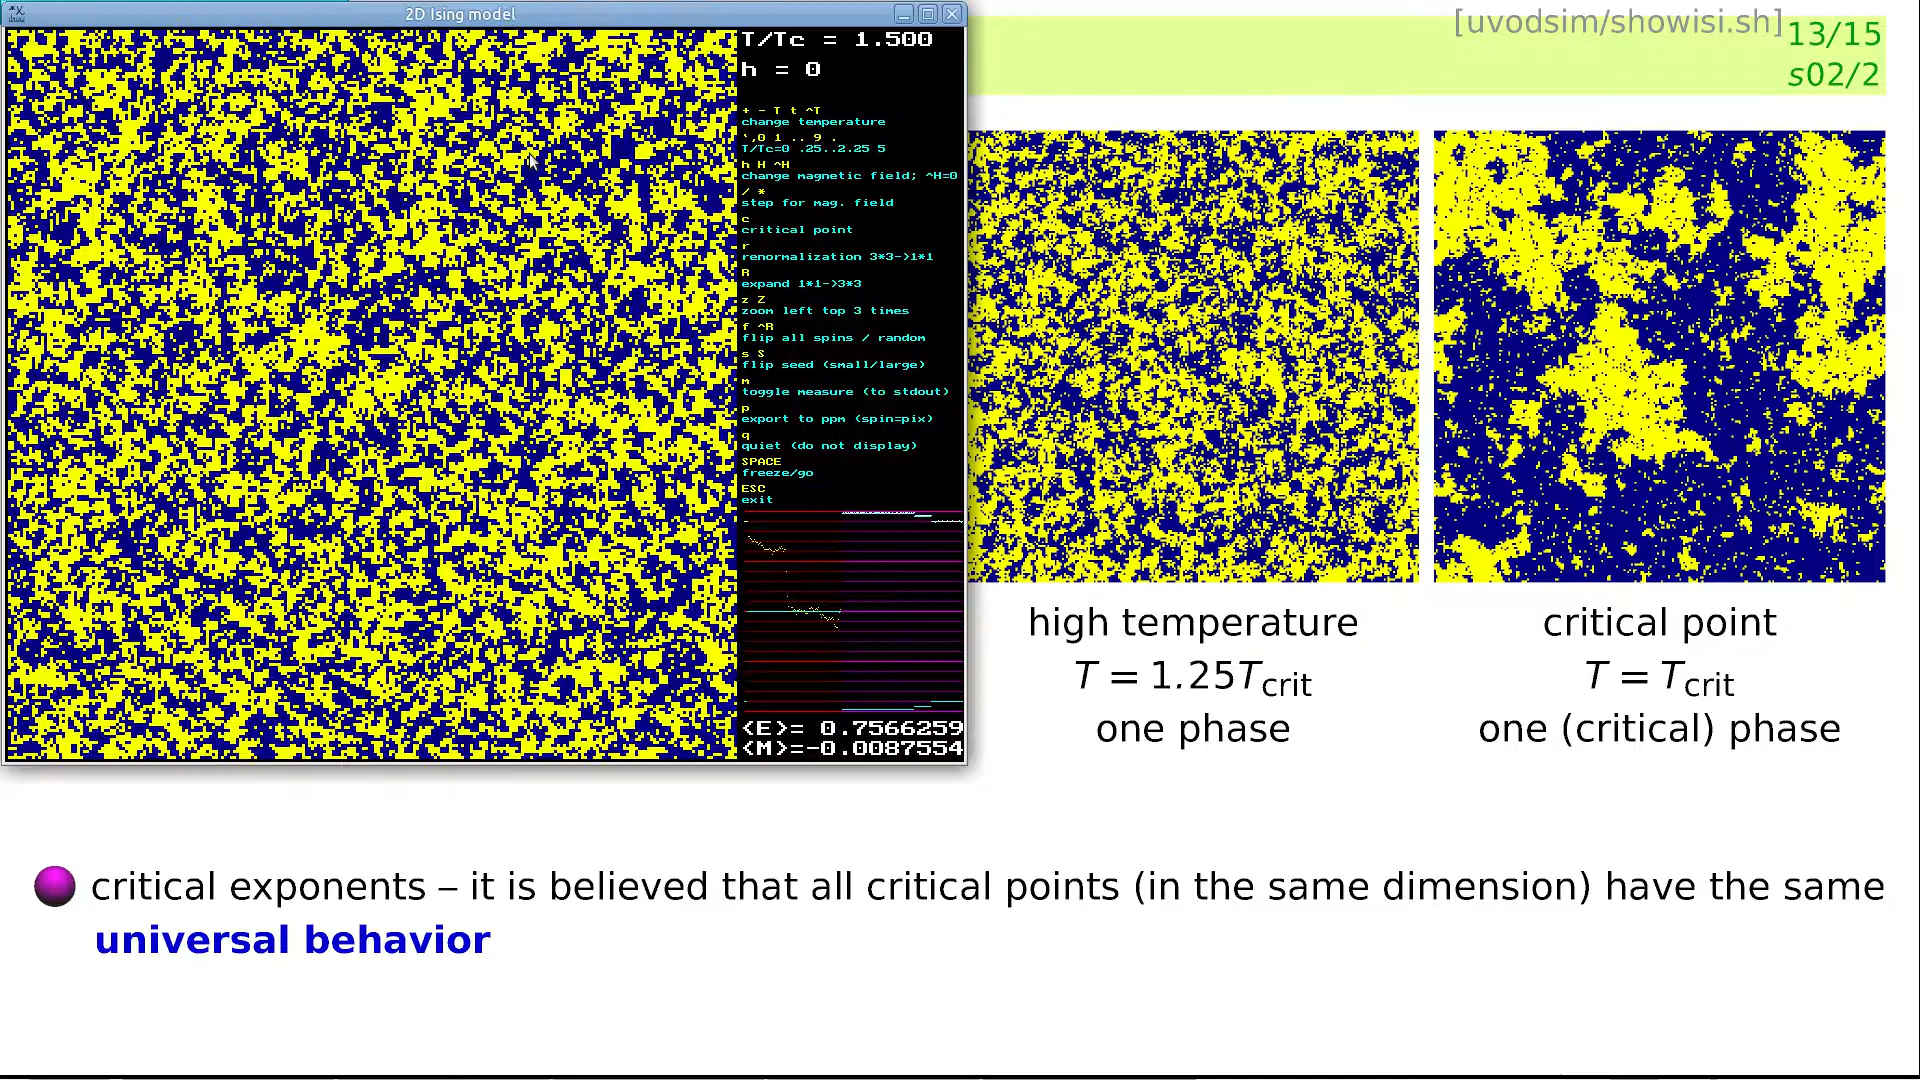 2D Ising model
[uvodsim/showisi.sh]
13/15
s02/2
T/Tc = 1.500
h = 0
+ - T t ^T
change temperature
`,0 1 .. 9 .
T/Tc=0 .25..2.25 5
h H ^H
change magnetic field; ^H=0
/ *
step for mag. field
c
critical point
r
renormalization 3*3->1*1
R
expand 1*1->3*3
z Z
zoom left top 3 times
f ^R
flip all spins / random
s S
flip seed (small/large)
m
toggle measure (to stdout)
p
export to ppm (spin=pix)
q
quiet (do not display)
SPACE
freeze/go
ESC
exit
<E>= 0.7566259
<M>=-0.0087554
high temperature
T = 1.25Tcrit
one phase
critical point
T = Tcrit
one (critical) phase
critical exponents – it is believed that all critical points (in the same dimension) have the same
universal behavior